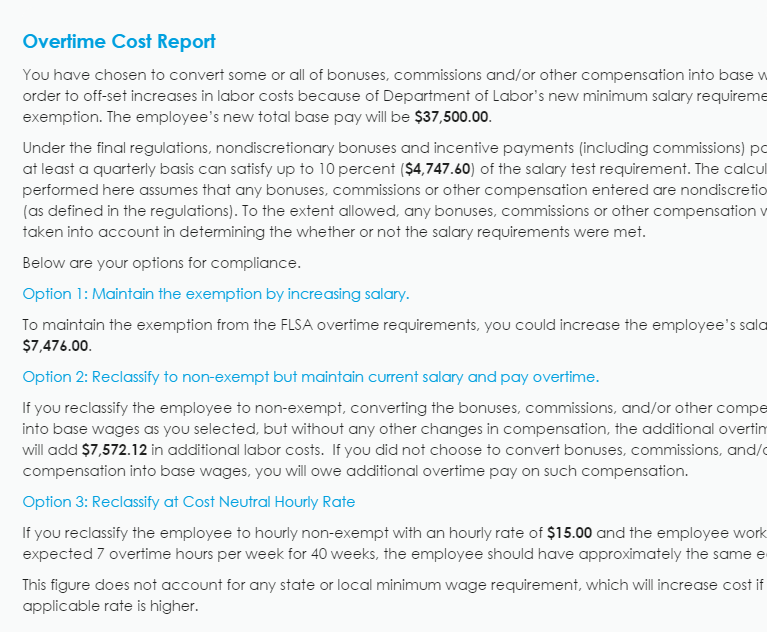 Overtime Cost Report
You have chosen to convert some or all of bonuses, commissions and/or other compensation into base w
order to off-set increases in labor costs because of Department of Labor's new minimum salary requireme
exemption. The employee's new total base pay will be $37,500.00.
Under the final regulations, nondiscretionary bonuses and incentive payments (including commissions) pa
at least a quarterly basis can satisfy up to 10 percent ($4,747.60) of the salary test requirement. The calcul
performed here assumes that any bonuses, commissions or other compensation entered are nondiscretio
(as defined in the regulations). To the extent allowed, any bonuses, commissions or other compensation w
taken into account in determining the whether or not the salary requirements were met.
Below are your options for compliance.
Option 1: Maintain the exemption by increasing salary.
To maintain the exemption from the FLSA overtime requirements, you could increase the employee's sala
$7,476.00.
Option 2: Reclassify to non-exempt but maintain current salary and pay overtime.
If you reclassify the employee to non-exempt, converting the bonuses, commissions, and/or other compe
into base wages as you selected, but without any other changes in compensation, the additional overtim
will add $7,572.12 in additional labor costs.  If you did not choose to convert bonuses, commissions, and/o
compensation into base wages, you will owe additional overtime pay on such compensation.
Option 3: Reclassify at Cost Neutral Hourly Rate
If you reclassify the employee to hourly non-exempt with an hourly rate of $15.00 and the employee work
expected 7 overtime hours per week for 40 weeks, the employee should have approximately the same e
This figure does not account for any state or local minimum wage requirement, which will increase cost if
applicable rate is higher.